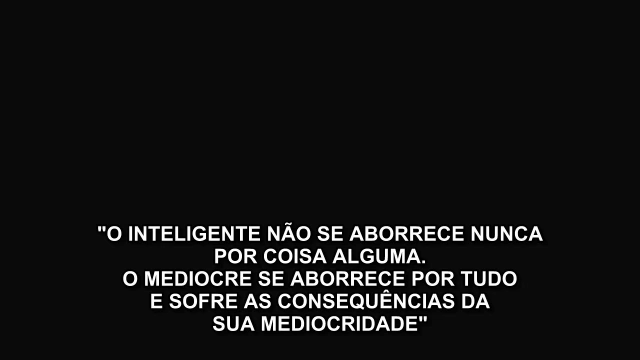 "O INTELIGENTE NÃO SE ABORRECE NUNCA
POR COISA ALGUMA.
O MEDIOCRE SE ABORRECE POR TUDO
E SOFRE AS CONSEQUÊNCIAS DA
SUA MEDIOCRIDADE"